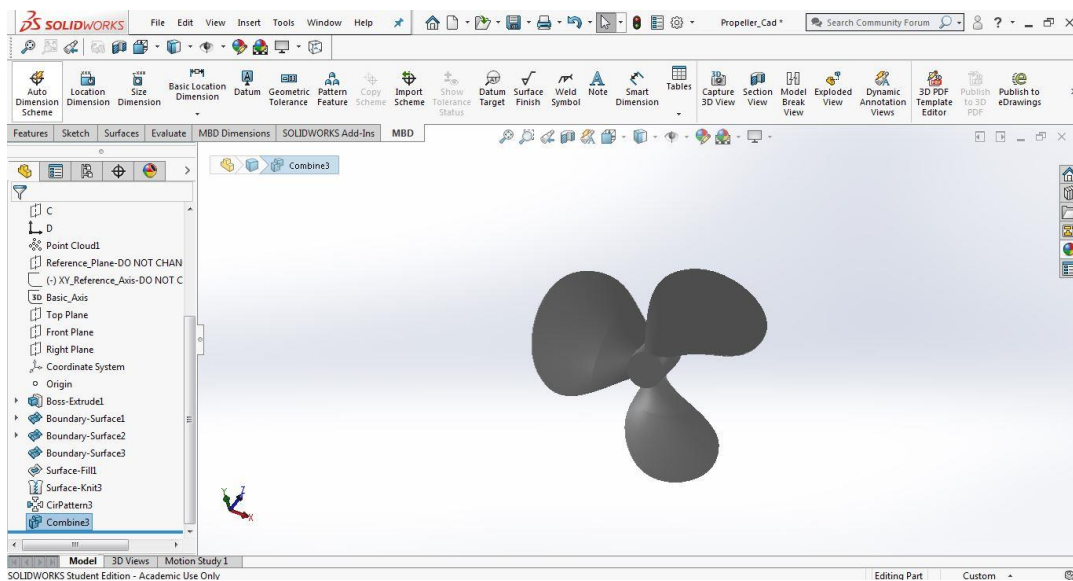 SOLIDWORKS File Edit View Insert Tools Window Help Propeller_Cad * Search Community Forum
Auto Dimension Scheme
Location Dimension
Size Dimension
Basic Location Dimension
Datum
Geometric Tolerance
Pattern Feature
Copy Scheme
Import Scheme
Show Tolerance Status
Datum Target
Surface Finish
Weld Symbol
Note
Smart Dimension
Tables
Capture 3D View
Section View
Model Break View
Exploded View
Dynamic Annotation Views
3D PDF Template Editor
Publish to 3D PDF
Publish to eDrawings
Features Sketch Surfaces Evaluate MBD Dimensions SOLIDWORKS Add-Ins MBD
Combine3
C
D
Point Cloud1
Reference_Plane-DO NOT CHAN
(-) XY_Reference_Axis-DO NOT C
3D Basic_Axis
Top Plane
Front Plane
Right Plane
Coordinate System
Origin
Boss-Extrude1
Boundary-Surface1
Boundary-Surface2
Boundary-Surface3
Surface-Fill1
Surface-Knit3
CirPattern3
Combine3
Y Z
X
Model 3D Views Motion Study 1
SOLIDWORKS Student Edition - Academic Use Only Editing Part Custom